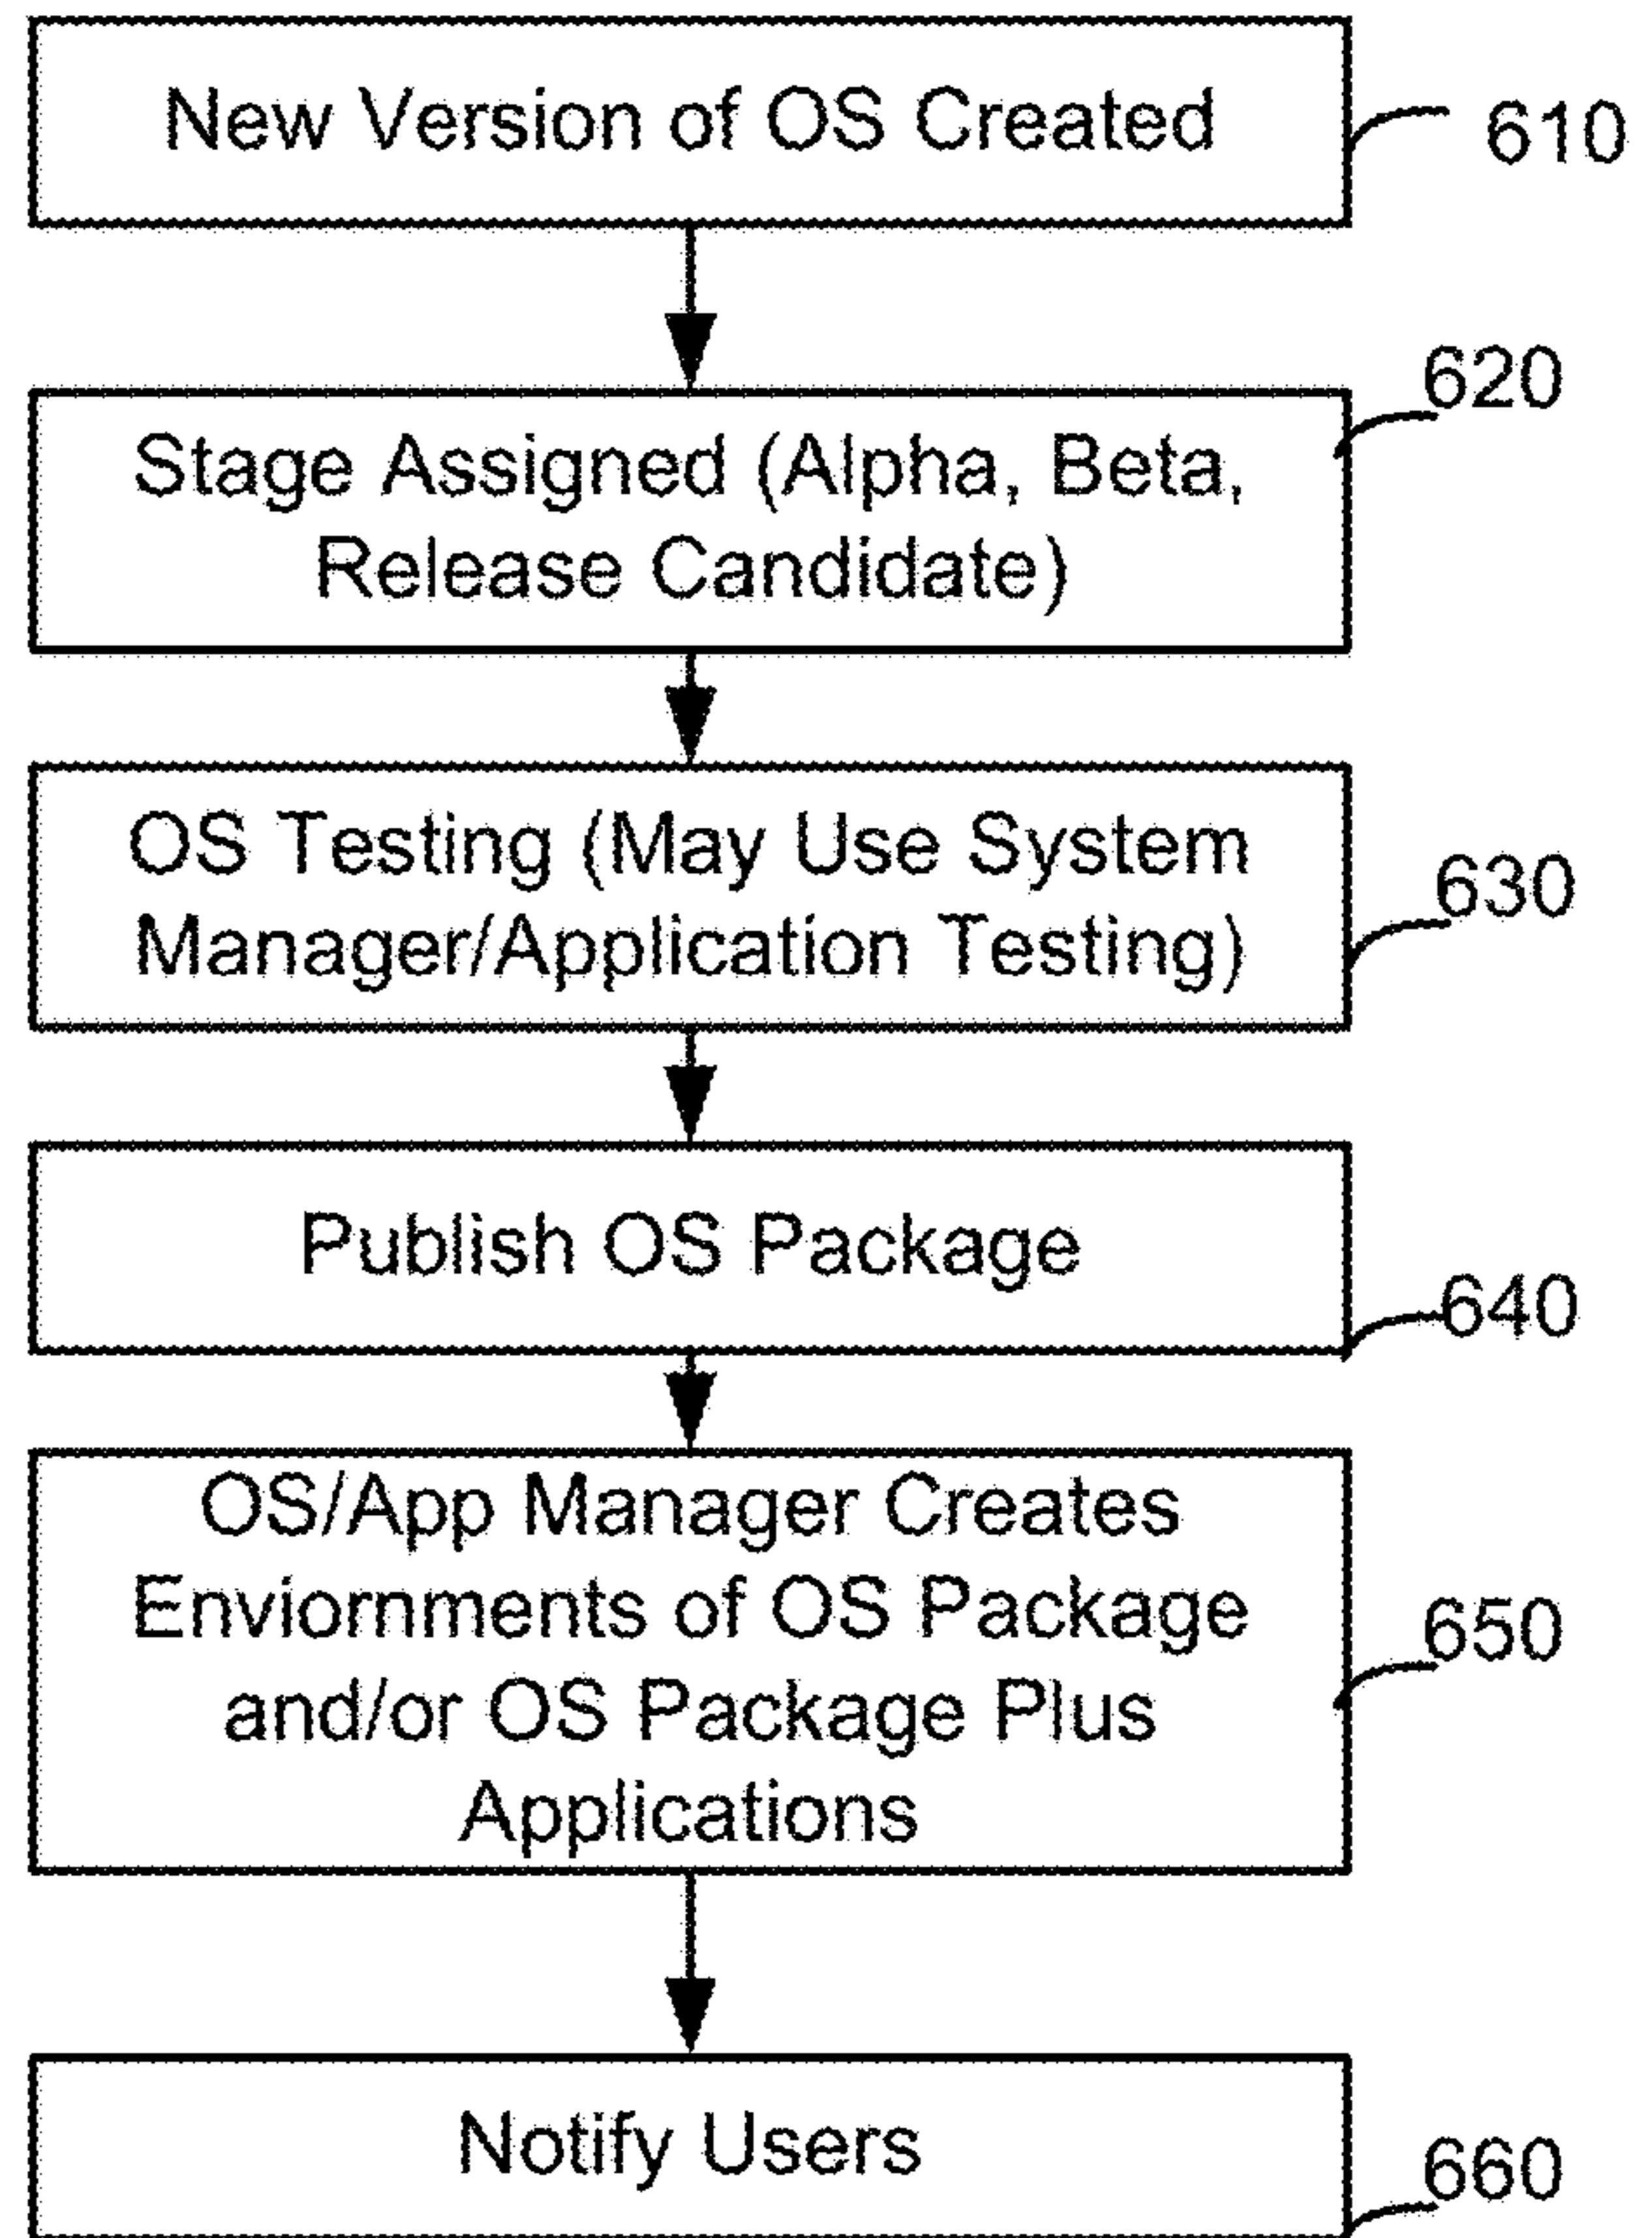 New Version of OS Created
610
620
Stage Assigned (Alpha, Beta,
Release Candidate)
OS Testing (May Use System
630
Manager/Application Testing)
Publish OS Package
640
OS/App Manager Creates
Enviornments of OS Package
650
and/or OS Package Plus
Applications
Notify Users
660